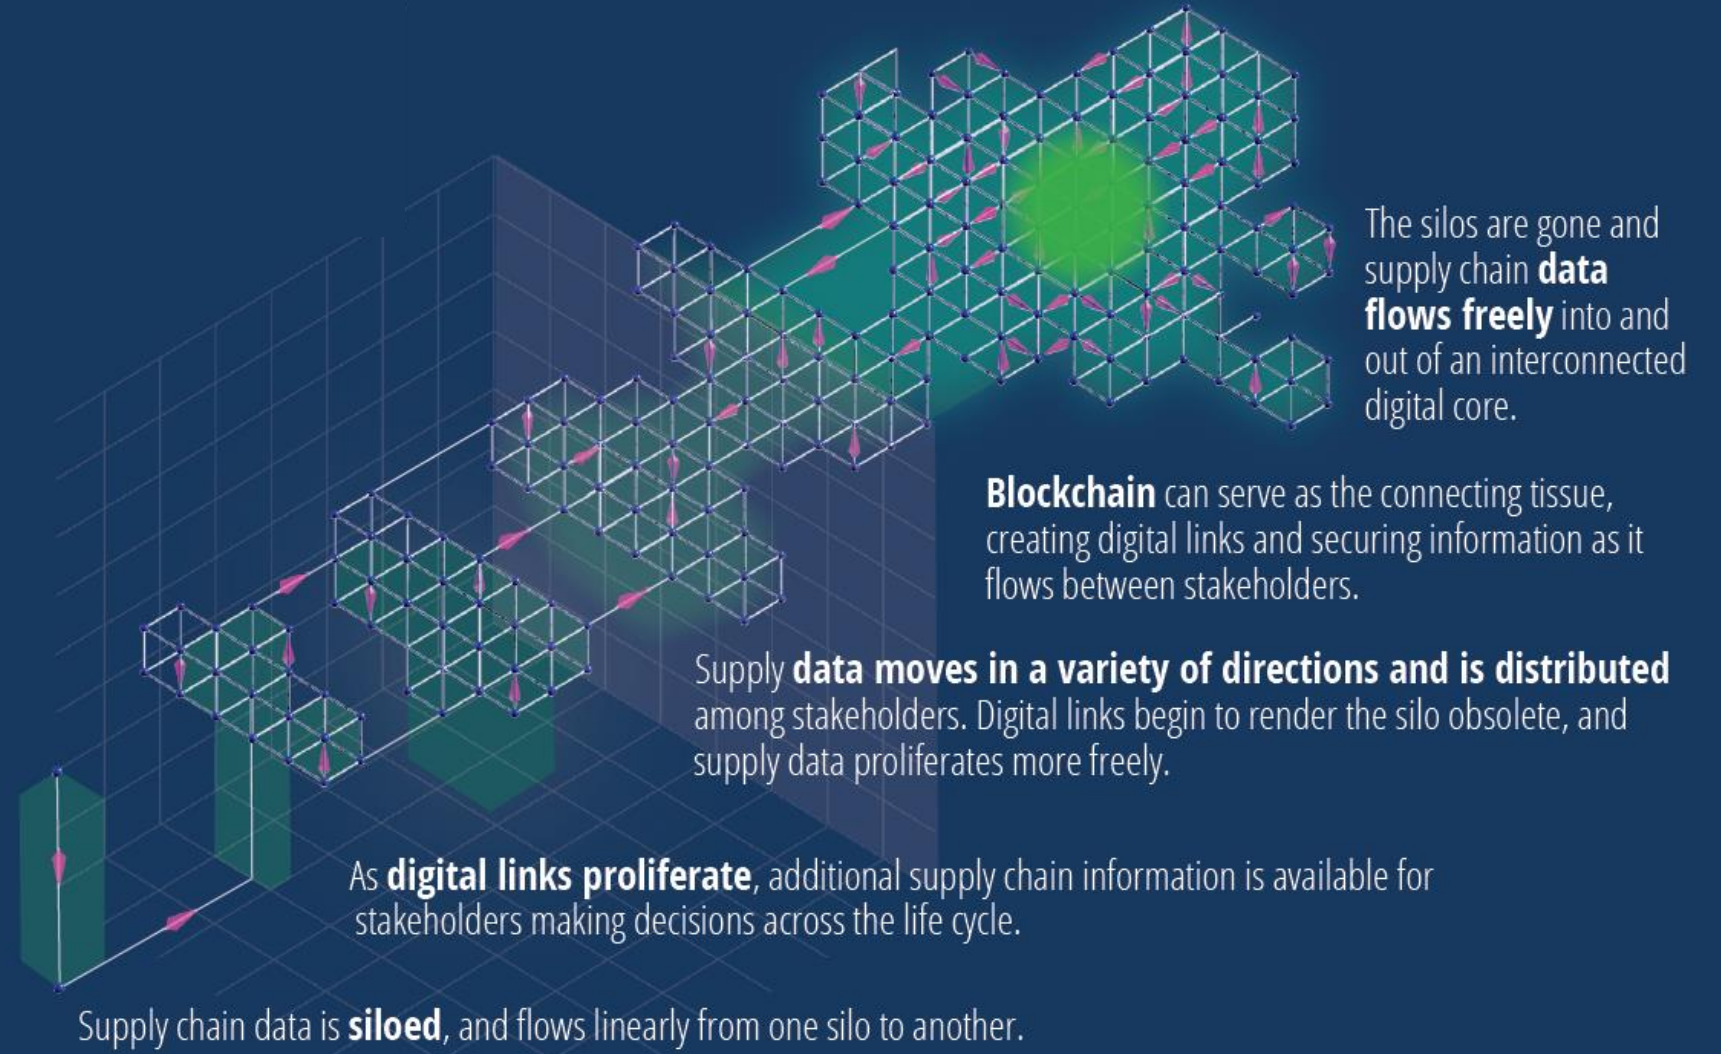 The silos are gone and
supply chain data
flows freely into and
out of an interconnected
digital core.
Blockchain can serve as the connecting tissue,
creating digital links and securing information as it
flows between stakeholders.
Supply data moves in a variety of directions and is distributed
among stakeholders. Digital links begin to render the silo obsolete, and
supply data proliferates more freely.
As digital links proliferate, additional supply chain information is available for
stakeholders making decisions across the life cycle.
Supply chain data is siloed, and flows linearly from one silo to another.